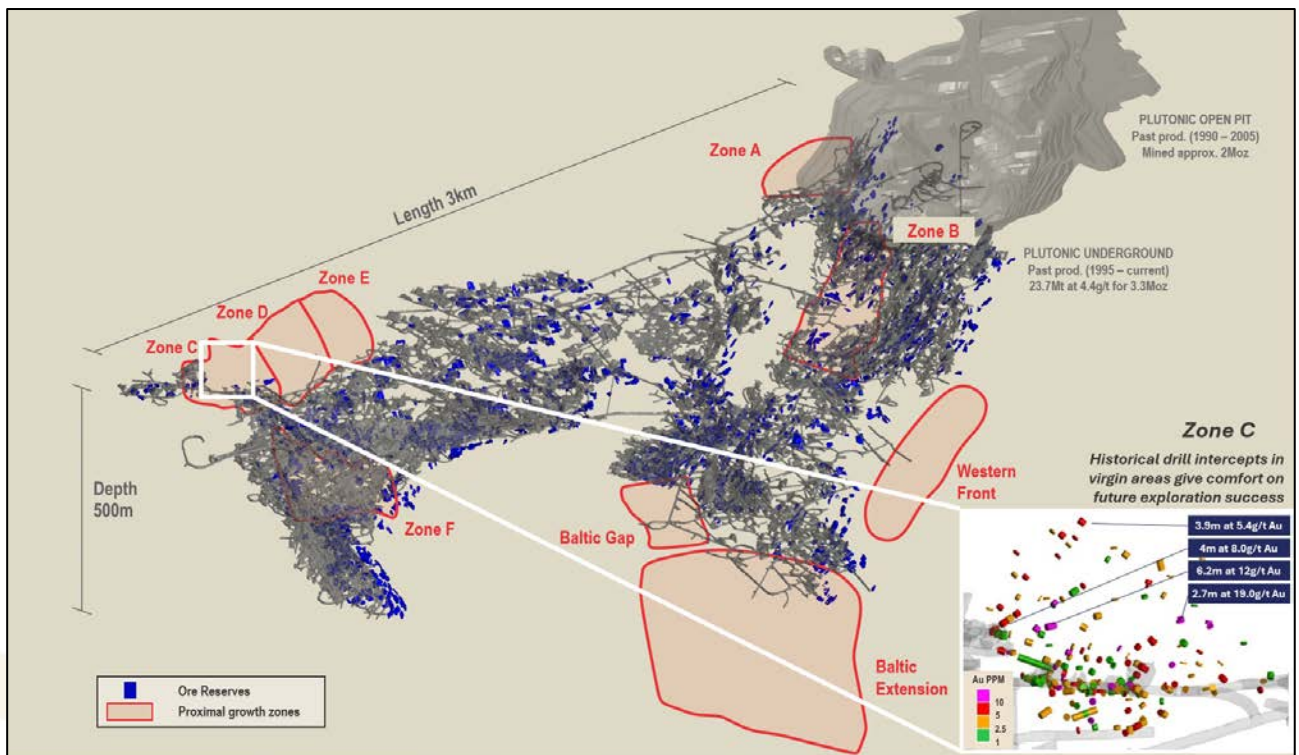 PLUTONIC OPEN PIT
Past prod. (1990 – 2005)
Mined approx. 2Moz
Zone A
Length 3km
Zone B
PLUTONIC UNDERGROUND
Past prod. (1995 – current)
23.7Mt at 4.4g/t for 3.3Moz
Zone E
Zone D
Zone C
Depth
500m
Zone F
Baltic Gap
Western
Front
Baltic
Extension
Zone C
Historical drill intercepts in
virgin areas give comfort on
future exploration success
3.9m at 5.4g/t Au
4m at 8.0g/t Au
6.2m at 12g/t Au
2.7m at 19.0g/t Au
Au PPM
10
5
2.5
1
Ore Reserves
Proximal growth zones